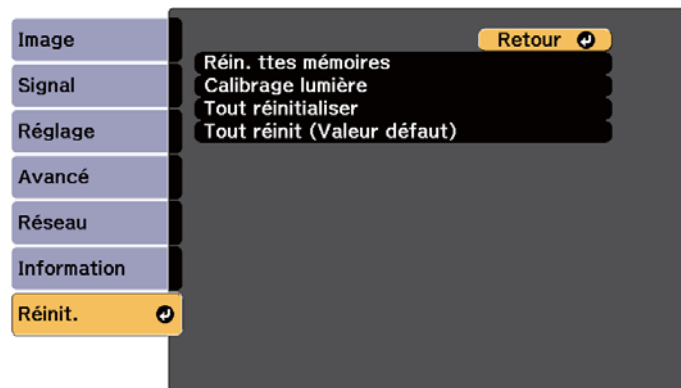 Image
Signal
Réglage
Avancé
Réseau
Information
Réinit.
Retour
Réin. ttes mémoires
Calibrage lumière
Tout réinitialiser
Tout réinit (Valeur défaut)